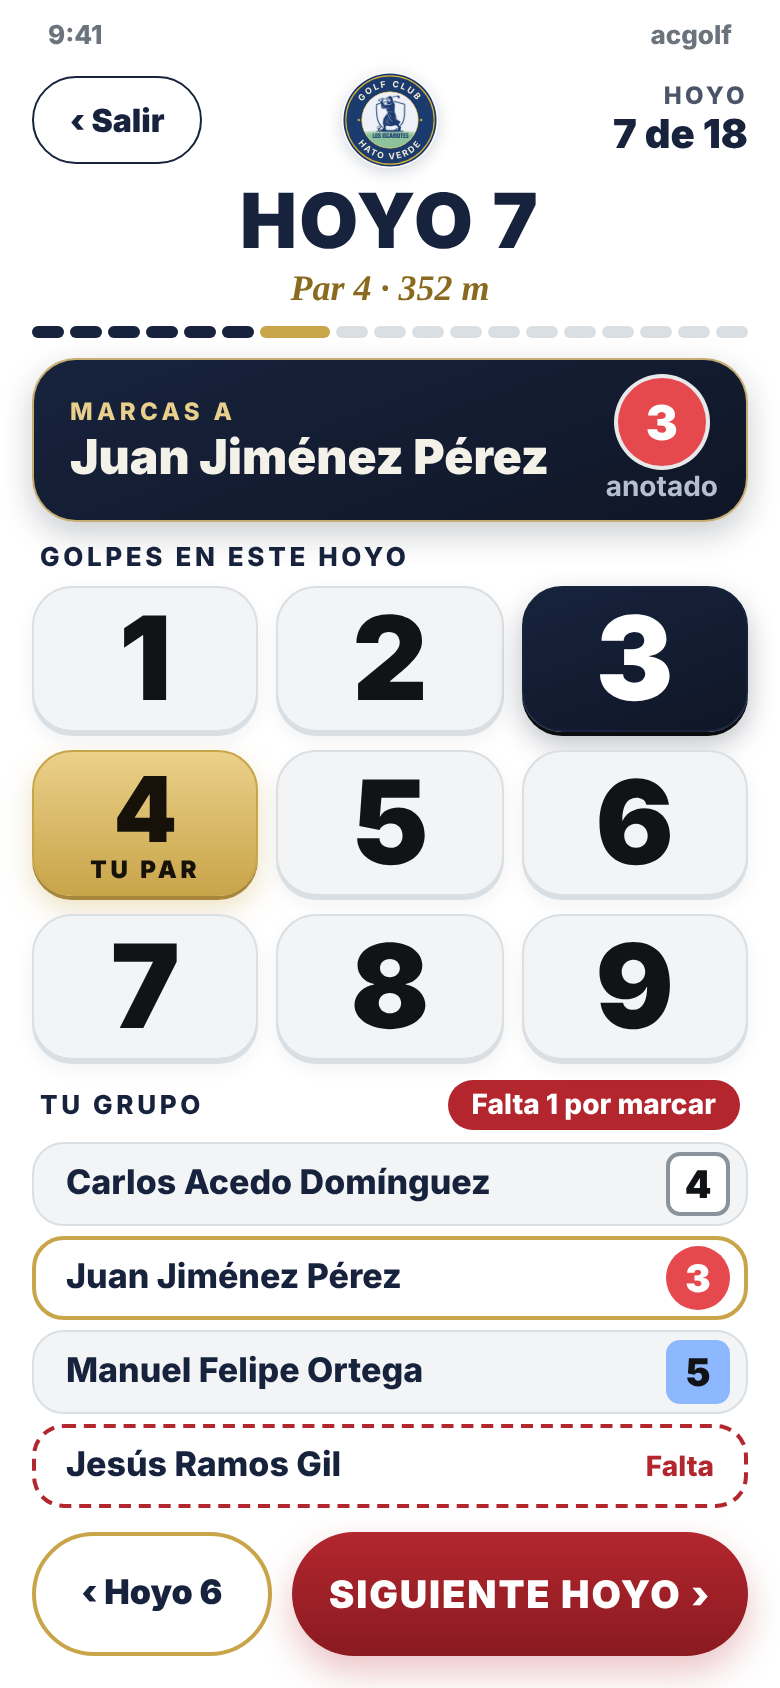 9:41
acgolf
‹ Salir
GOLF CLUB
LOS ISCARIOTES
HATO VERDE
HOYO
7 de 18
HOYO 7
Par 4 · 352 m
MARCAS A
Juan Jiménez Pérez
3
anotado
GOLPES EN ESTE HOYO
1 2 3
4 5 6
TU PAR
7 8 9
TU GRUPO
Falta 1 por marcar
Carlos Acedo Domínguez 4
Juan Jiménez Pérez 3
Manuel Felipe Ortega 5
Jesús Ramos Gil Falta
‹ Hoyo 6
SIGUIENTE HOYO ›